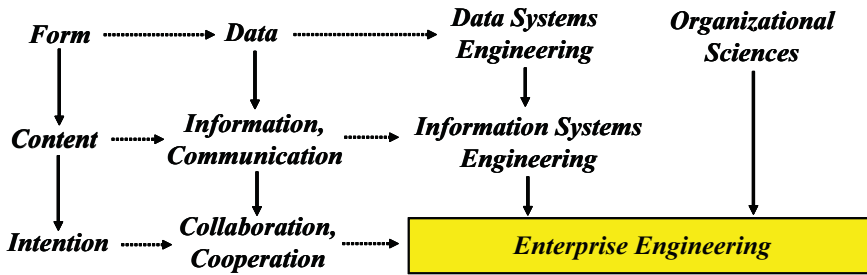 Form
Data
Data Systems
Engineering
Organizational
Sciences
Content
Information,
Communication
Information Systems
Engineering
Intention
Collaboration,
Cooperation
Enterprise Engineering